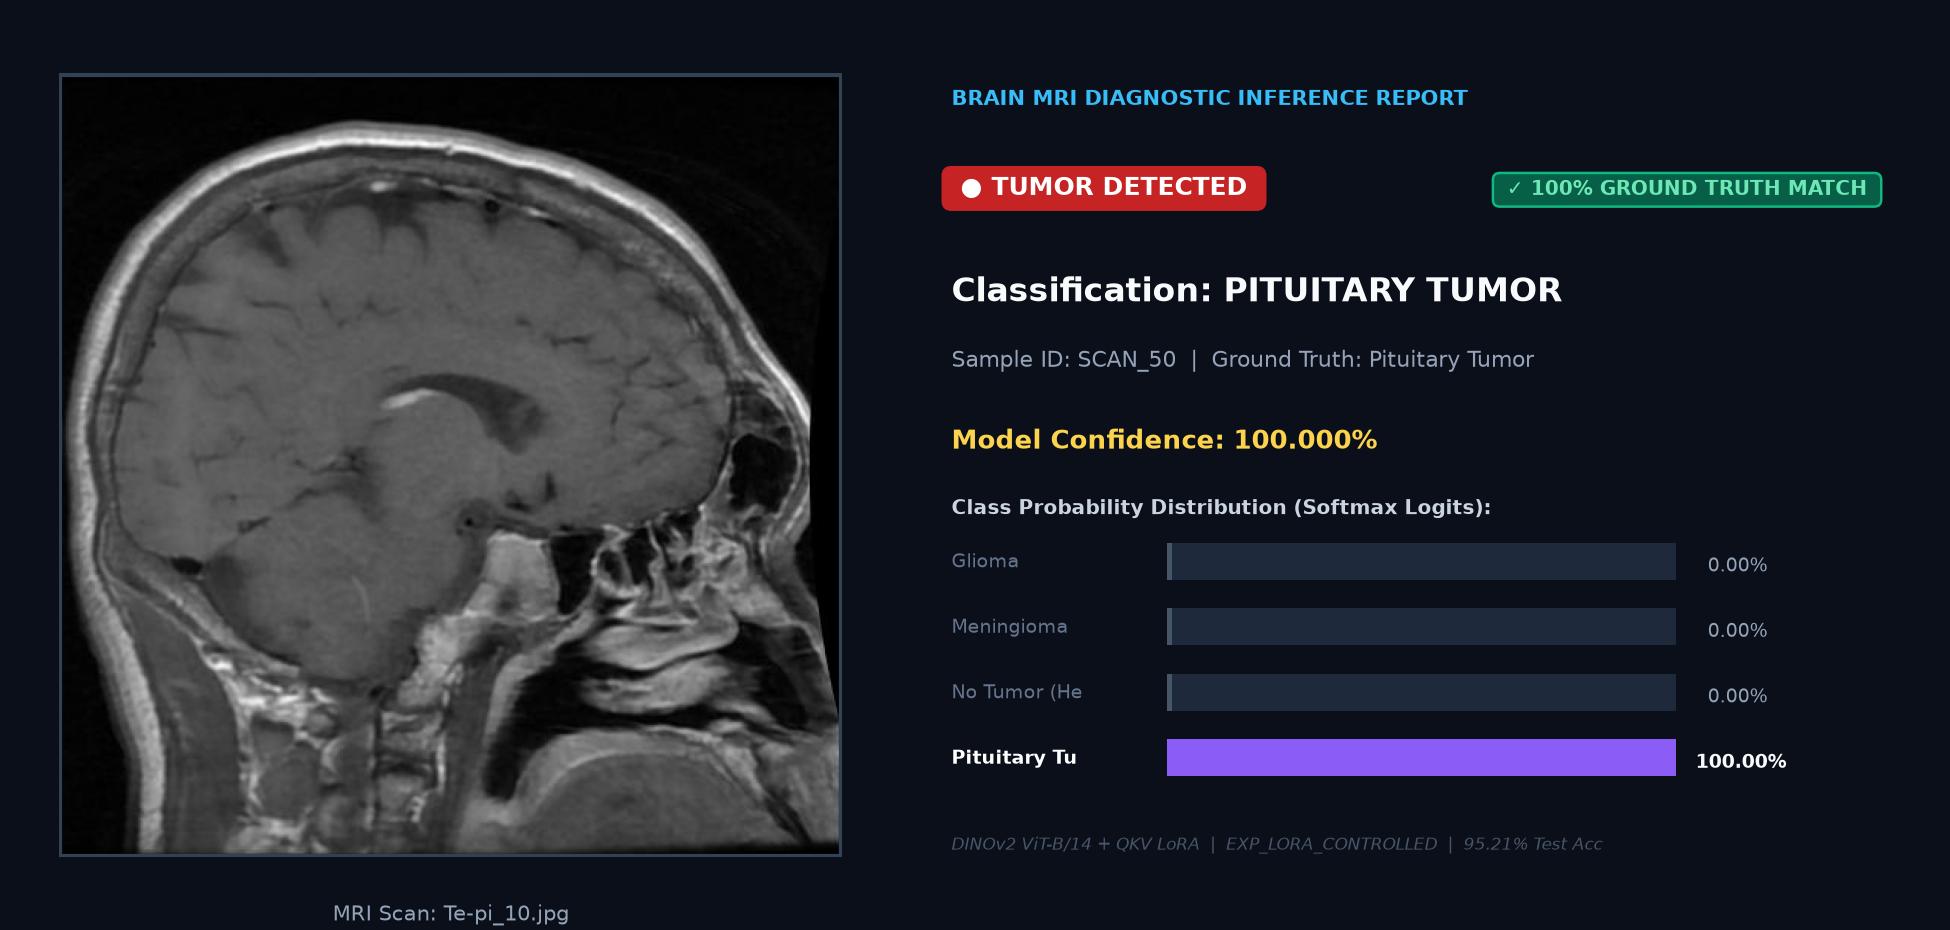 BRAIN MRI DIAGNOSTIC INFERENCE REPORT
● TUMOR DETECTED
✓ 100% GROUND TRUTH MATCH
Classification: PITUITARY TUMOR
Sample ID: SCAN_50 | Ground Truth: Pituitary Tumor
Model Confidence: 100.000%
Class Probability Distribution (Softmax Logits):
Glioma 0.00%
Meningioma 0.00%
No Tumor (He 0.00%
Pituitary Tu 100.00%
DINOv2 ViT-B/14 + QKV LoRA | EXP_LORA_CONTROLLED | 95.21% Test Acc
MRI Scan: Te-pi_10.jpg